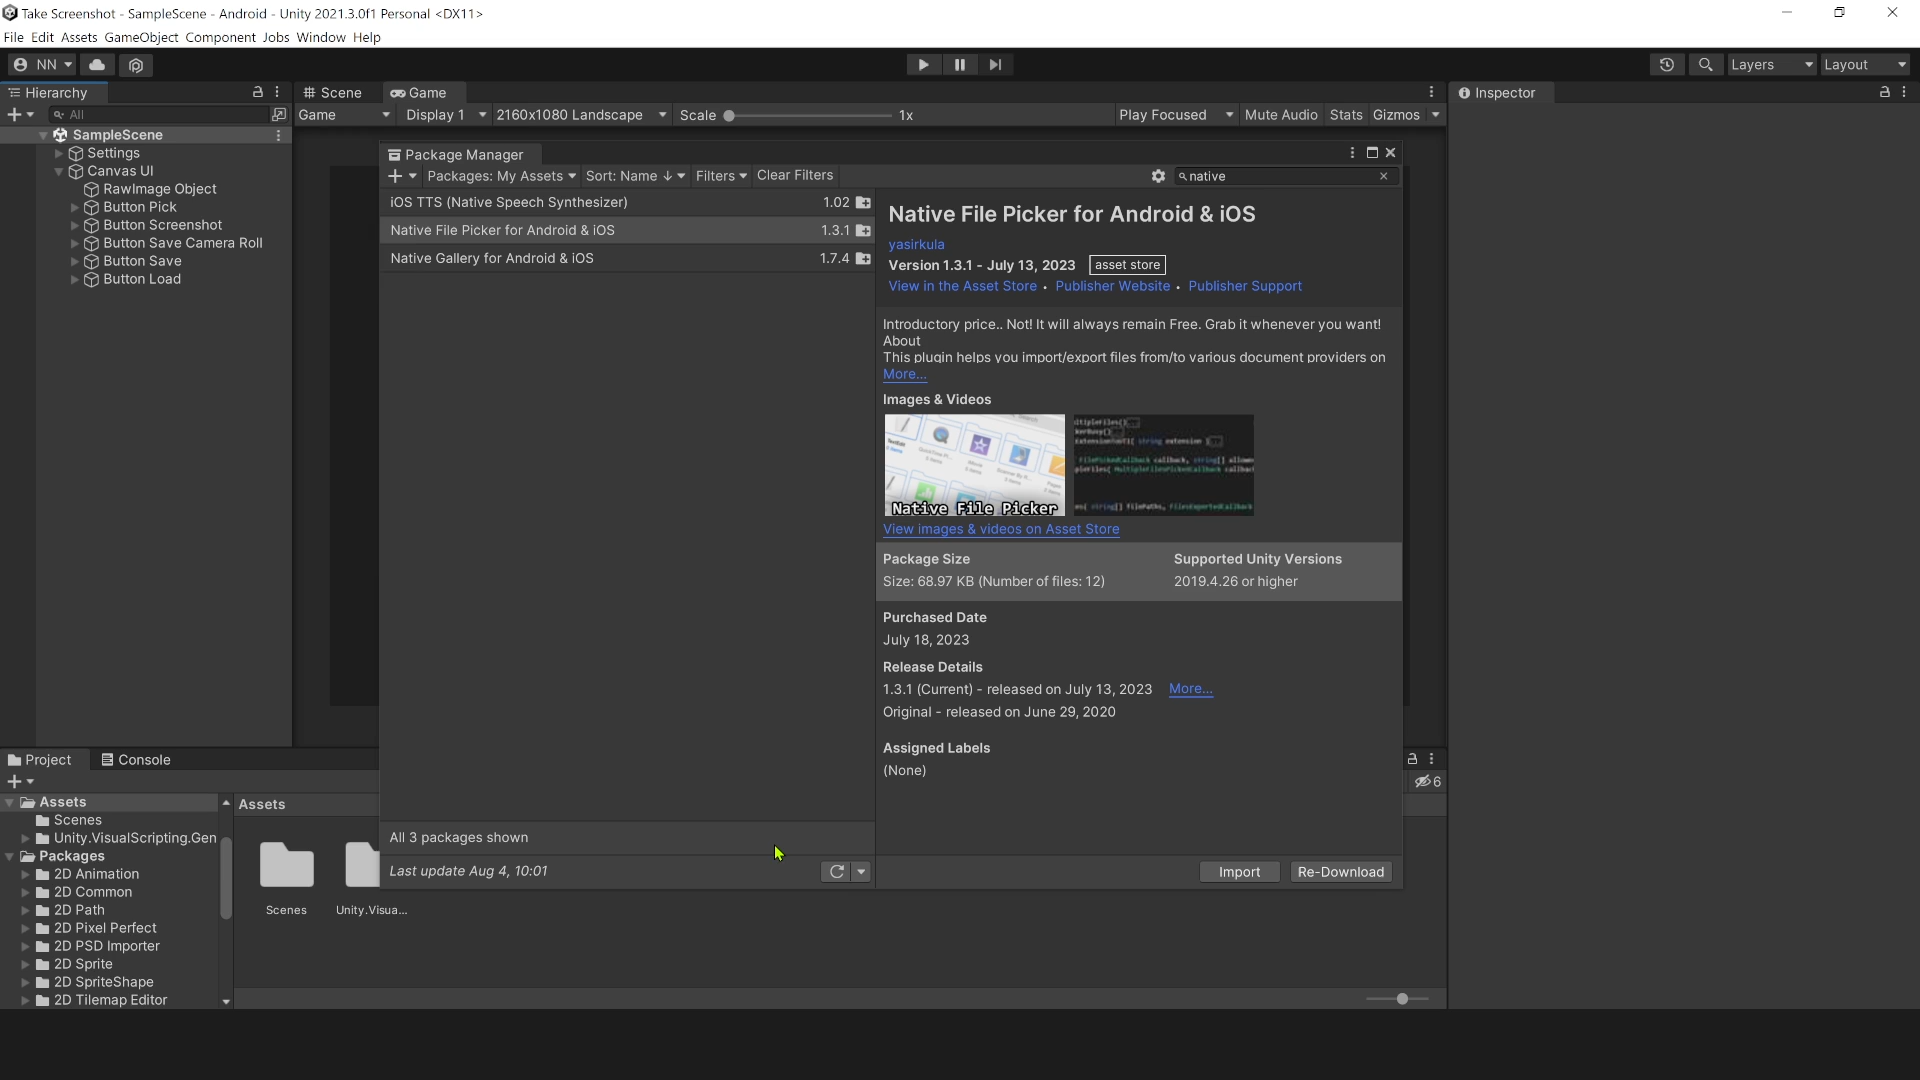 Take Screenshot - SampleScene - Android - Unity 2021.3.0f1 Personal <DX11>
File Edit Assets GameObject Component Jobs Window Help
NN Layers Layout
Hierarchy Scene Game Inspector
All Game Display 1 2160x1080 Landscape Scale 1x Play Focused Mute Audio Stats Gizmos
SampleScene
Settings
Canvas UI
RawImage Object
Button Pick
Button Screenshot
Button Save Camera Roll
Button Save
Button Load
Package Manager
Packages: My Assets Sort: Name ↓ Filters Clear Filters native
iOS TTS (Native Speech Synthesizer) 1.02
Native File Picker for Android & iOS 1.3.1
Native Gallery for Android & iOS 1.7.4
All 3 packages shown
Last update Aug 4, 10:01
Native File Picker for Android & iOS
yasirkula
Version 1.3.1 - July 13, 2023 asset store
View in the Asset Store • Publisher Website • Publisher Support
Introductory price.. Not! It will always remain Free. Grab it whenever you want!
About
This plugin helps you import/export files from/to various document providers on
More...
Images & Videos
Native File Picker
View images & videos on Asset Store
Package Size Supported Unity Versions
Size: 68.97 KB (Number of files: 12) 2019.4.26 or higher
Purchased Date
July 18, 2023
Release Details
1.3.1 (Current) - released on July 13, 2023 More...
Original - released on June 29, 2020
Assigned Labels
(None)
Import Re-Download
Project Console
6
Assets
Scenes
Unity.VisualScripting.Gen
Packages
2D Animation
2D Common
2D Path
2D Pixel Perfect
2D PSD Importer
2D Sprite
2D SpriteShape
2D Tilemap Editor
Assets
Scenes Unity.Visua...